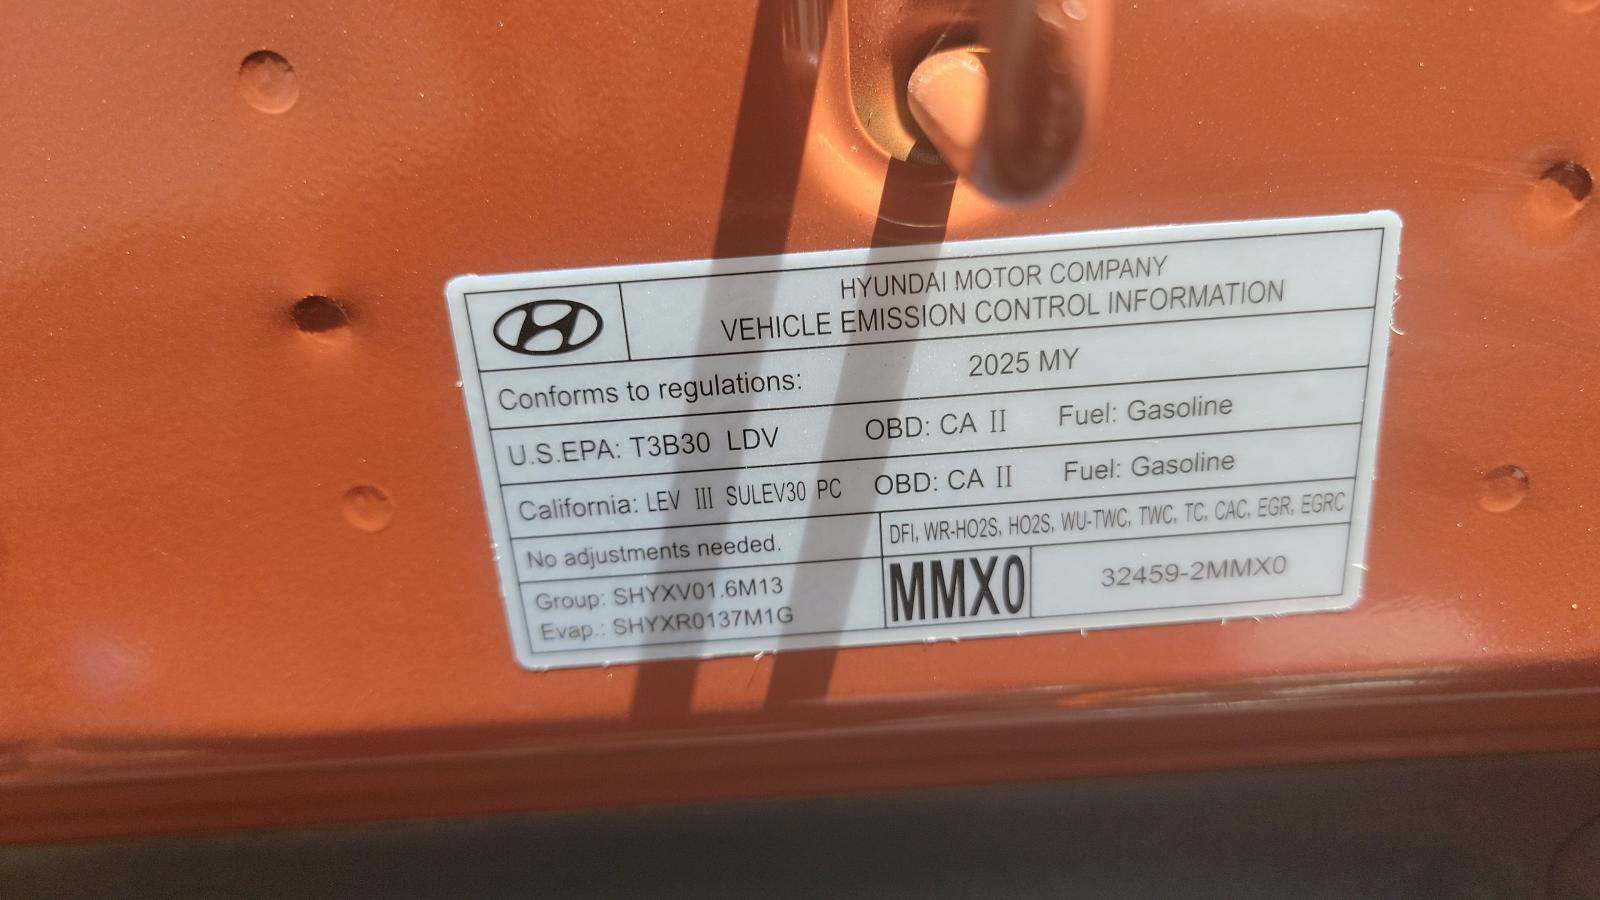 HYUNDAI MOTOR COMPANY
VEHICLE EMISSION CONTROL INFORMATION
Conforms to regulations: 2025 MY
U.S.EPA: T3B30 LDV OBD: CA II Fuel: Gasoline
California: LEV III SULEV30 PC OBD: CA II Fuel: Gasoline
No adjustments needed. DFI, WR-HO2S, HO2S, WU-TWC, TWC, TC, CAC, EGR, EGRC
Group: SHYXV01.6M13
Evap.: SHYXR0137M1G
MMX0 32459-2MMX0